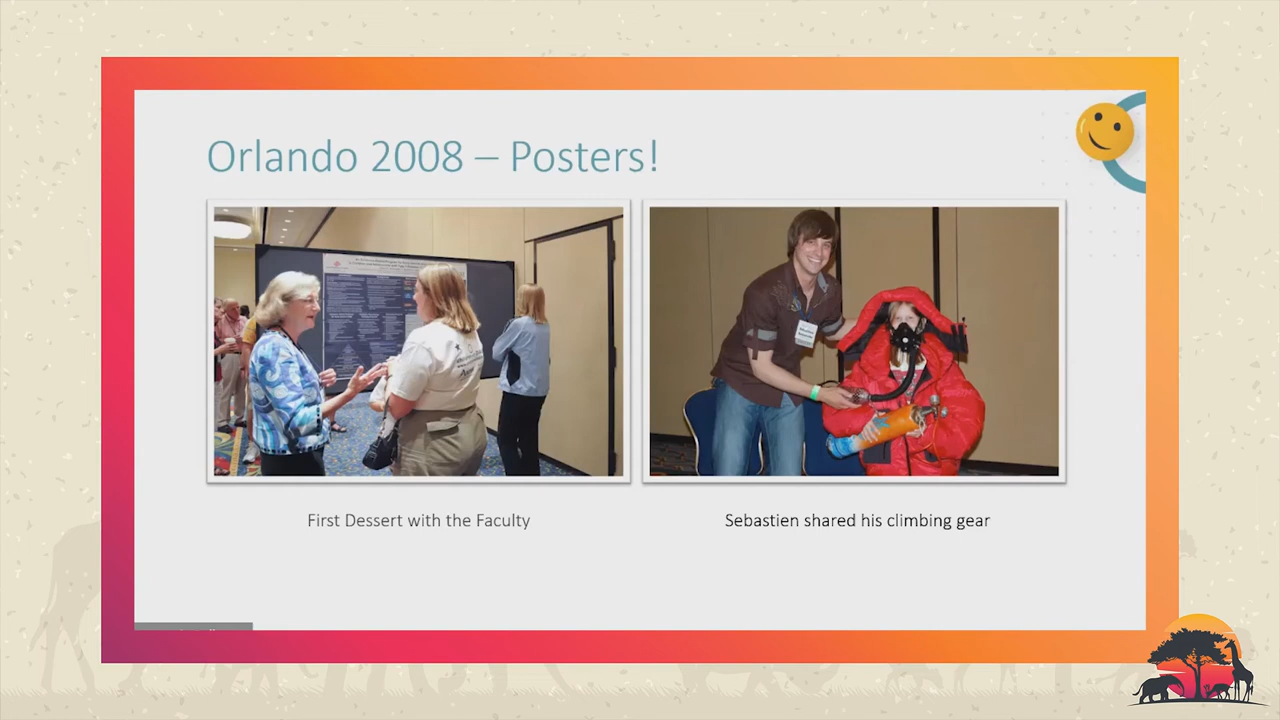 Orlando 2008 – Posters!
First Dessert with the Faculty
Sebastien shared his climbing gear